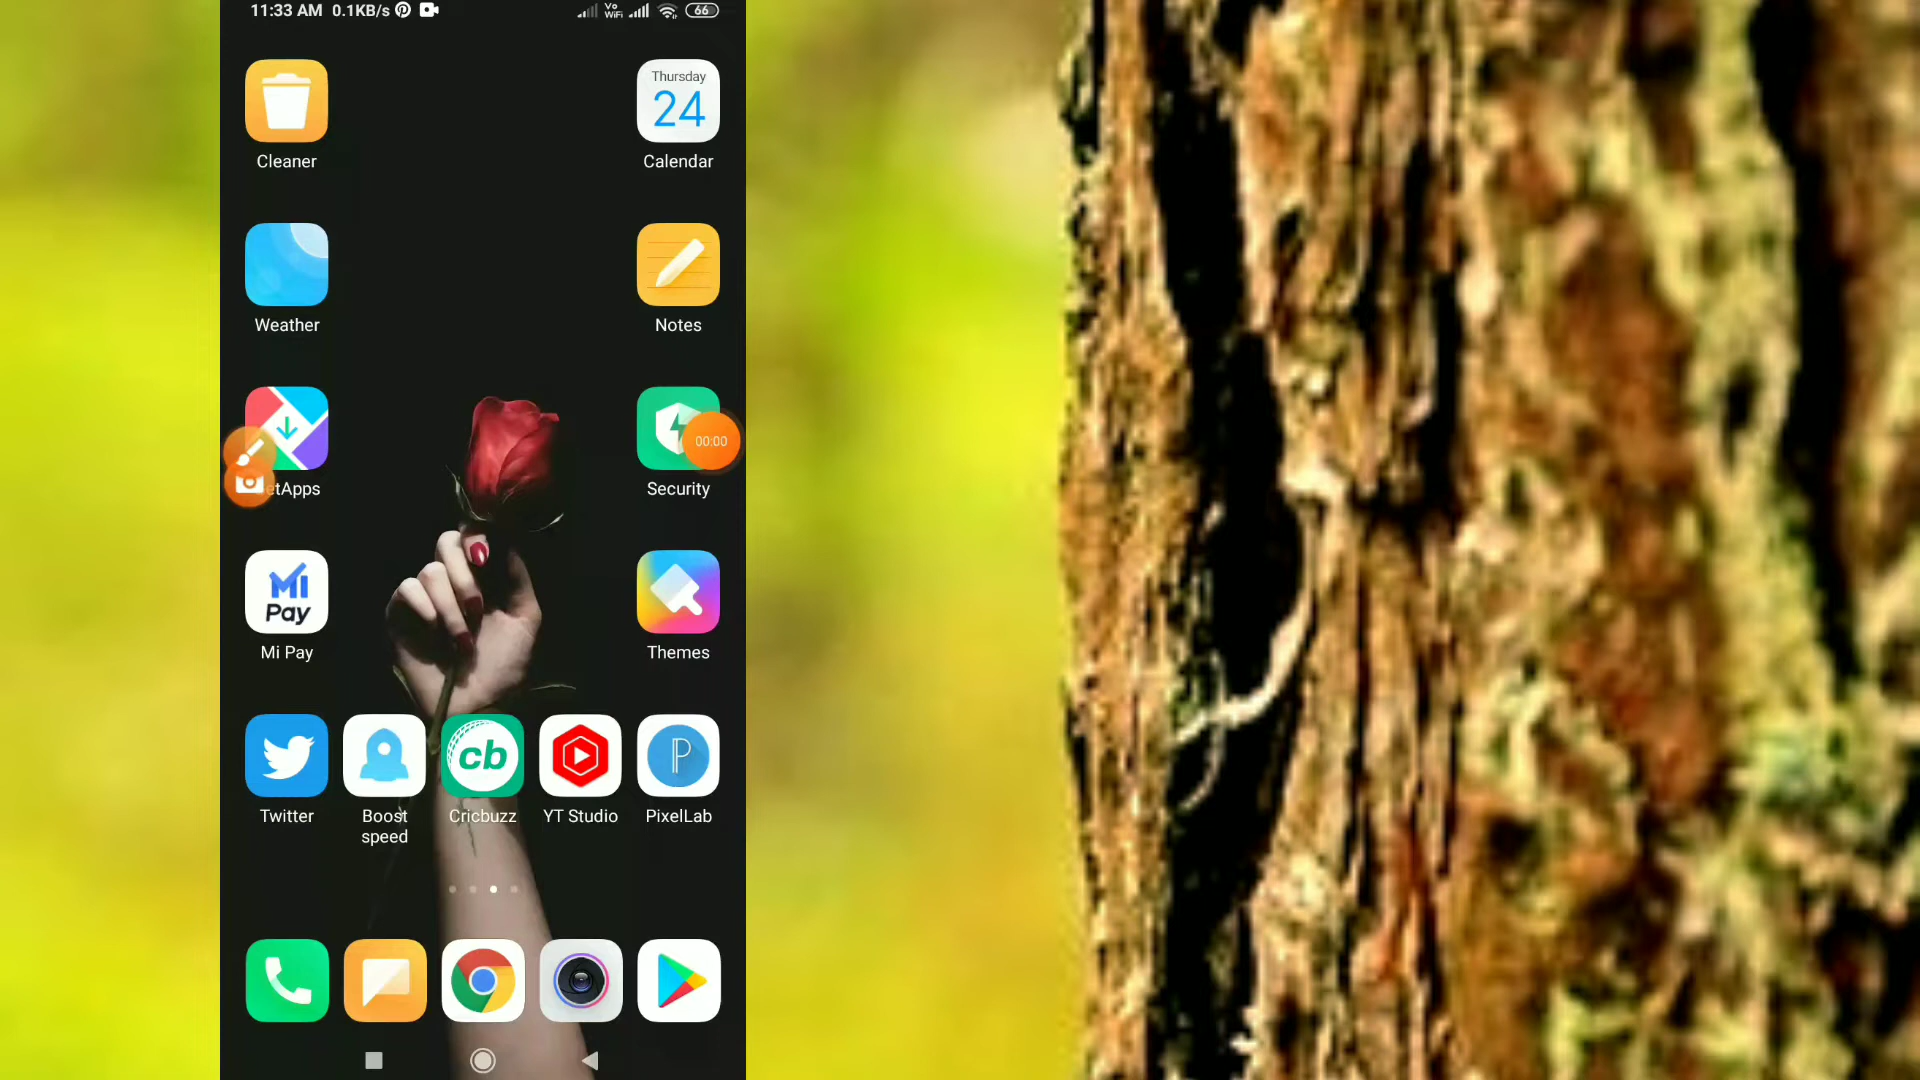 11:33 AM 0.1KB/s Vo WiFi 66
Thursday
24
Cleaner
Calendar
Weather
Notes
00:00
etApps
Security
Mi
Pay
Mi Pay
Themes
cb
P
Twitter
Boost
speed
Cricbuzz
YT Studio
PixelLab